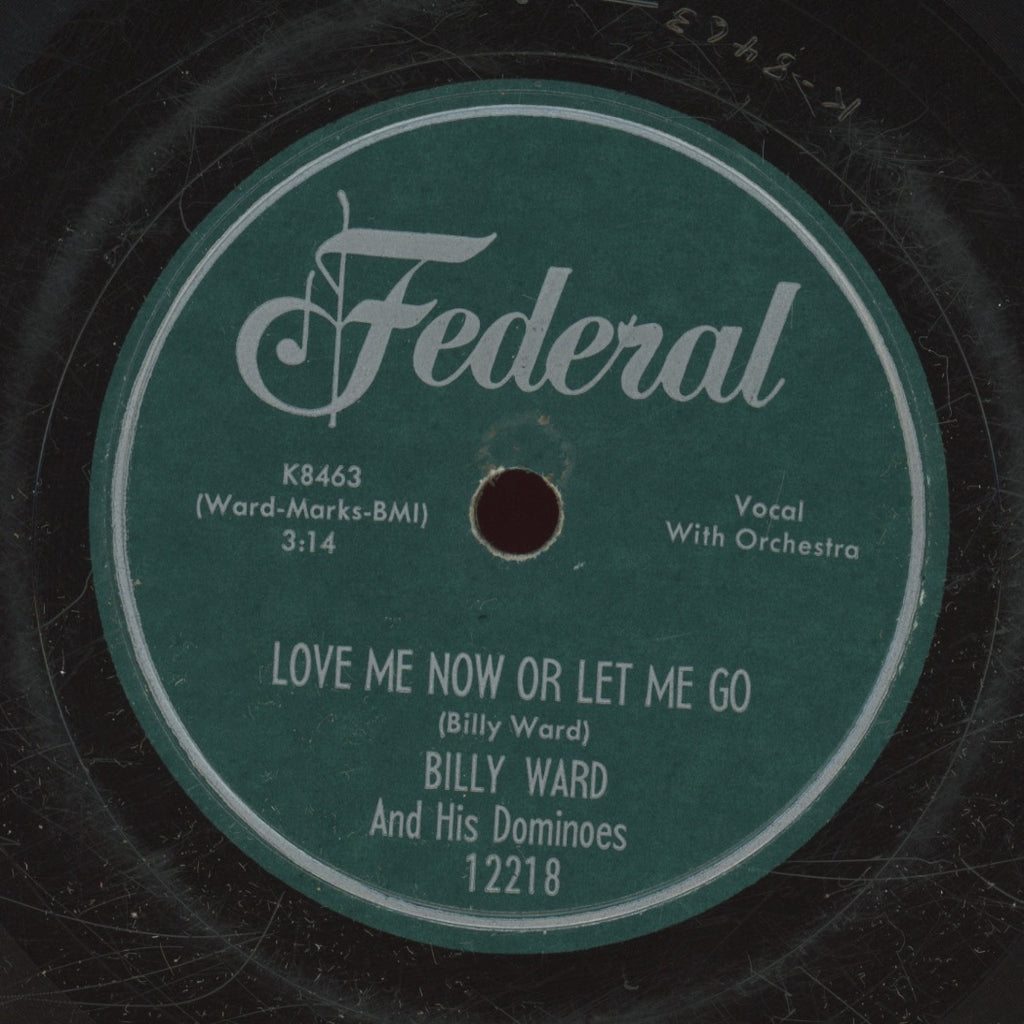 K-8463
Federal
K8463
(Ward-Marks-BMI)
3:14
Vocal
With Orchestra
LOVE ME NOW OR LET ME GO
(Billy Ward)
BILLY WARD
And His Dominoes
12218